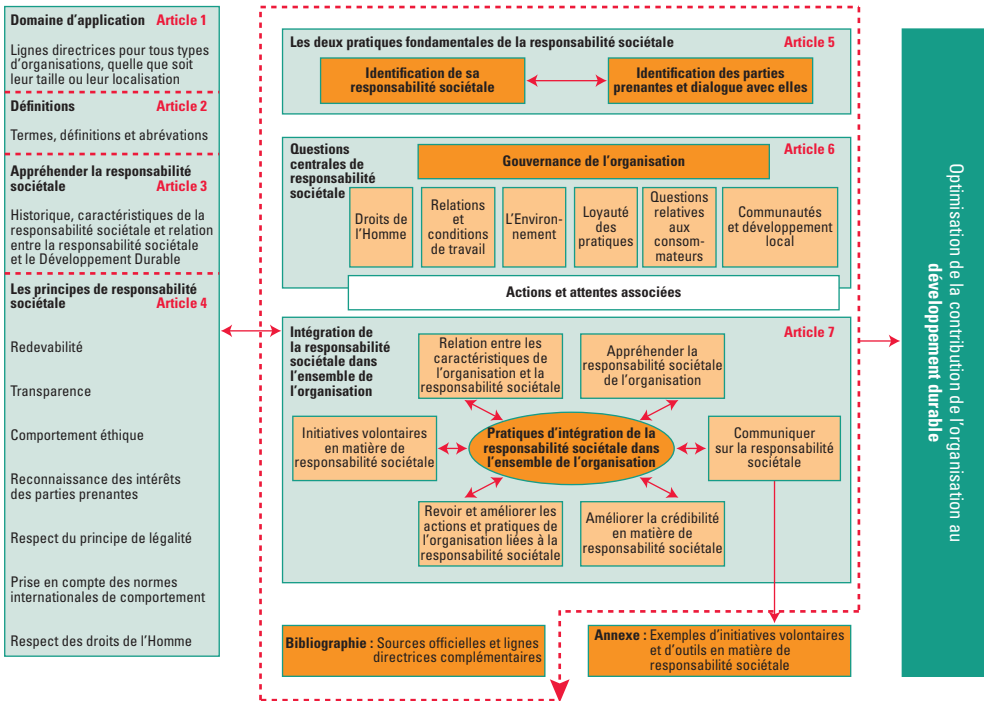 Domaine d'application Article 1
Lignes directrices pour tous types
d'organisations, quelle que soit
leur taille ou leur localisation
Définitions Article 2
Termes, définitions et abrévations
Appréhender la responsabilité
sociétale Article 3
Historique, caractéristiques de la
responsabilité sociétale et relation
entre la responsabilité sociétale
et le Développement Durable
Les principes de responsabilité
sociétale Article 4
Redevabilité
Transparence
Comportement éthique
Reconnaissance des intérêts
des parties prenantes
Respect du principe de légalité
Prise en compte des normes
internationales de comportement
Respect des droits de l'Homme
Les deux pratiques fondamentales de la responsabilité sociétale Article 5
Identification de sa
responsabilité sociétale
Identification des parties
prenantes et dialogue avec elles
Questions
centrales de
responsabilité
sociétale
Article 6
Gouvernance de l'organisation
Droits de
l'Homme
Relations
et
conditions
de travail
L'Environ-
nement
Loyauté
des
pratiques
Questions
relatives
aux
consom-
mateurs
Communautés
et développement
local
Actions et attentes associées
Intégration de
la responsabilité
sociétale dans
l'ensemble de
l'organisation
Article 7
Relation entre les
caractéristiques de
l'organisation et la
responsabilité sociétale
Appréhender la
responsabilité sociétale
de l'organisation
Initiatives volontaires
en matière de
responsabilité sociétale
Pratiques d'intégration de la
responsabilité sociétale dans
l'ensemble de l'organisation
Communiquer
sur la responsabilité
sociétale
Revoir et améliorer les
actions et pratiques de
l'organisation liées à la
responsabilité sociétale
Améliorer la crédibilité
en matière de
responsabilité sociétale
Bibliographie : Sources officielles et lignes
directrices complémentaires
Annexe : Exemples d'initiatives volontaires
et d'outils en matière de
responsabilité sociétale
Optimisation de la contribution de l'organisation au
développement durable